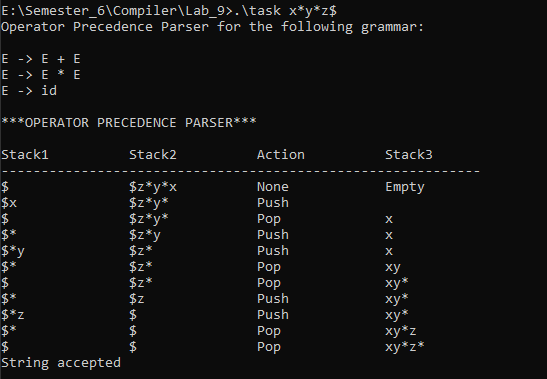 E:\Semester_6\Compiler\Lab_9>.\task x*y*z$
Operator Precedence Parser for the following grammar:
E -> E + E
E -> E * E
E -> id
***OPERATOR PRECEDENCE PARSER***
Stack1 Stack2 Action Stack3
------------------------------------------------------------
$ $z*y*x None Empty
$x $z*y* Push
$ $z*y* Pop x
$* $z*y Push x
$*y $z* Push x
$* $z* Pop xy
$ $z* Pop xy*
$* $z Push xy*
$*z $ Push xy*
$* $ Pop xy*z
$ $ Pop xy*z*
String accepted